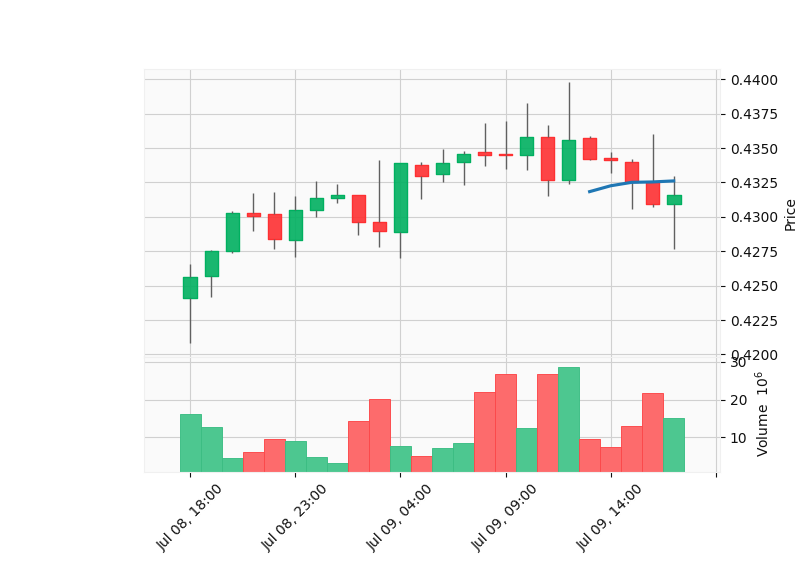 0.4400
0.4375
0.4350
0.4325
0.4300
0.4275
0.4250
0.4225
0.4200
Price
30
20
10
Volume 10^6
Jul 08, 18:00
Jul 08, 23:00
Jul 09, 04:00
Jul 09, 09:00
Jul 09, 14:00